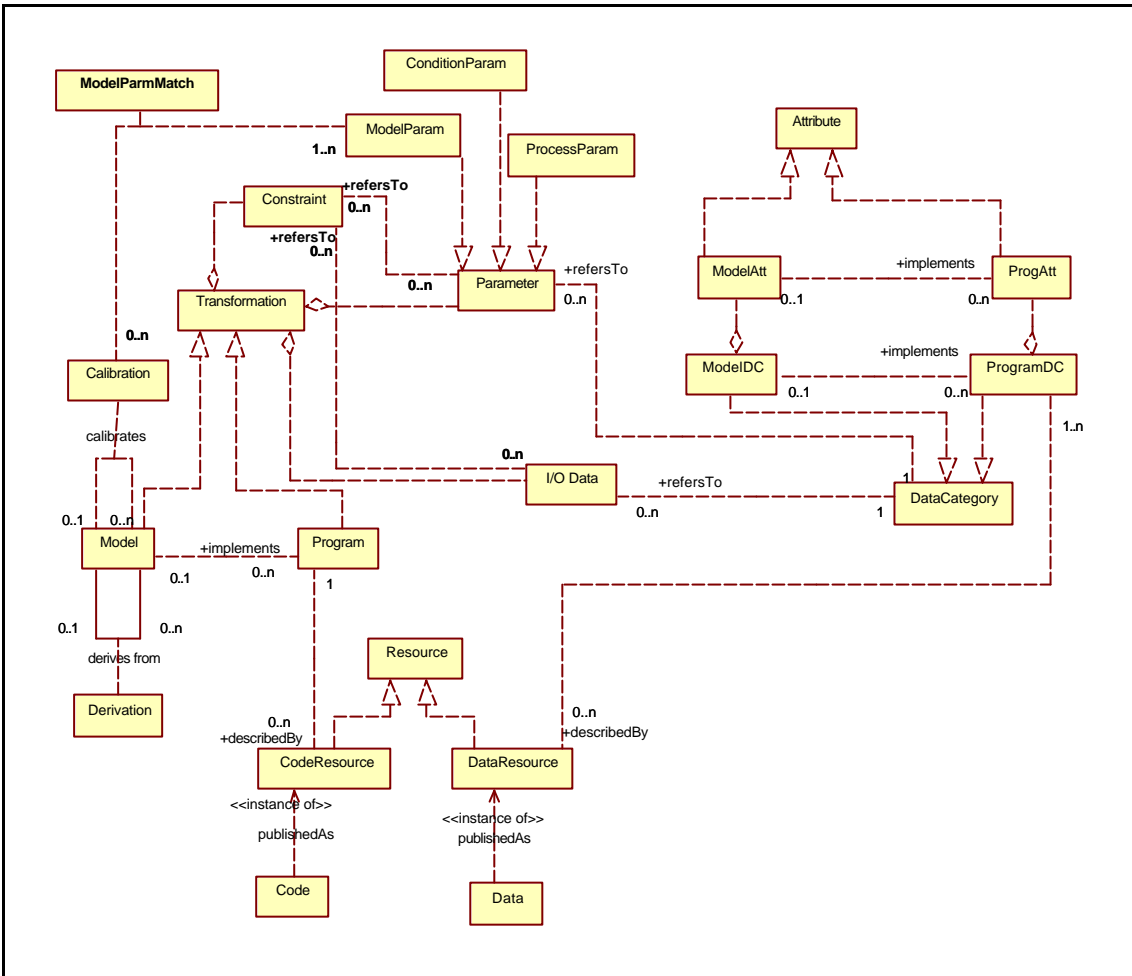 ConditionParam
ModelParmMatch
ModelParam
1..n
Attribute
ProcessParam
+refersTo
Constraint
0..n
+refersTo
0..n
+refersTo
ModelAtt
+implements
ProgAtt
Transformation
0..n
Parameter
0..n
0..1
0..n
0..n
+implements
Calibration
ModelDC
ProgramDC
0..1
0..n
1..n
calibrates
0..n
I/O Data
+refersTo
1
DataCategory
0..n
1
0..1
0..n
Model
+implements
Program
0..1
0..n
1
0..1
0..n
derives from
Resource
Derivation
0..n
+describedBy
0..n
+describedBy
CodeResource
DataResource
<<instance of>>
publishedAs
<<instance of>>
publishedAs
Code
Data